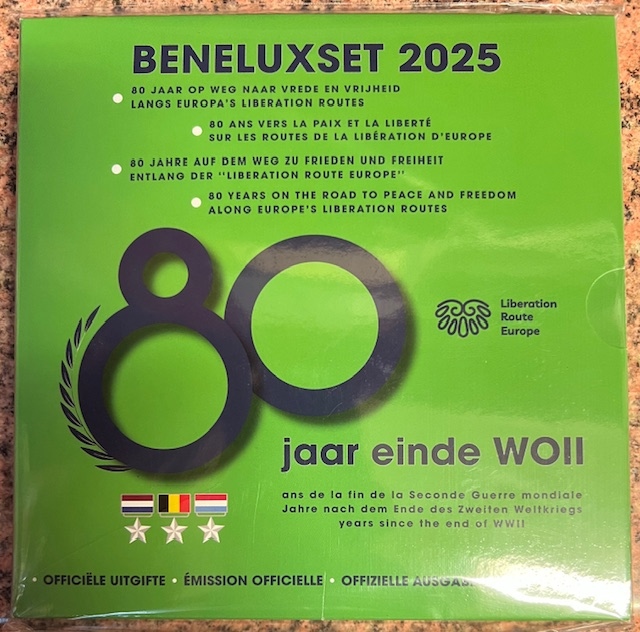 BENELUXSET 2025
80 JAAR OP WEG NAAR VREDE EN VRIJHEID
LANGS EUROPA'S LIBERATION ROUTES
80 ANS VERS LA PAIX ET LA LIBERTÉ
SUR LES ROUTES DE LA LIBÉRATION D'EUROPE
80 JAHRE AUF DEM WEG ZU FRIEDEN UND FREIHEIT
ENTLANG DER "LIBERATION ROUTE EUROPE"
80 YEARS ON THE ROAD TO PEACE AND FREEDOM
ALONG EUROPE'S LIBERATION ROUTES
80
Liberation
Route
Europe
jaar einde WOII
ans de la fin de la Seconde Guerre mondiale
Jahre nach dem Ende des Zweiten Weltkriegs
years since the end of WWII
• OFFICIËLE UITGIFTE • ÉMISSION OFFICIELLE • OFFIZIELLE